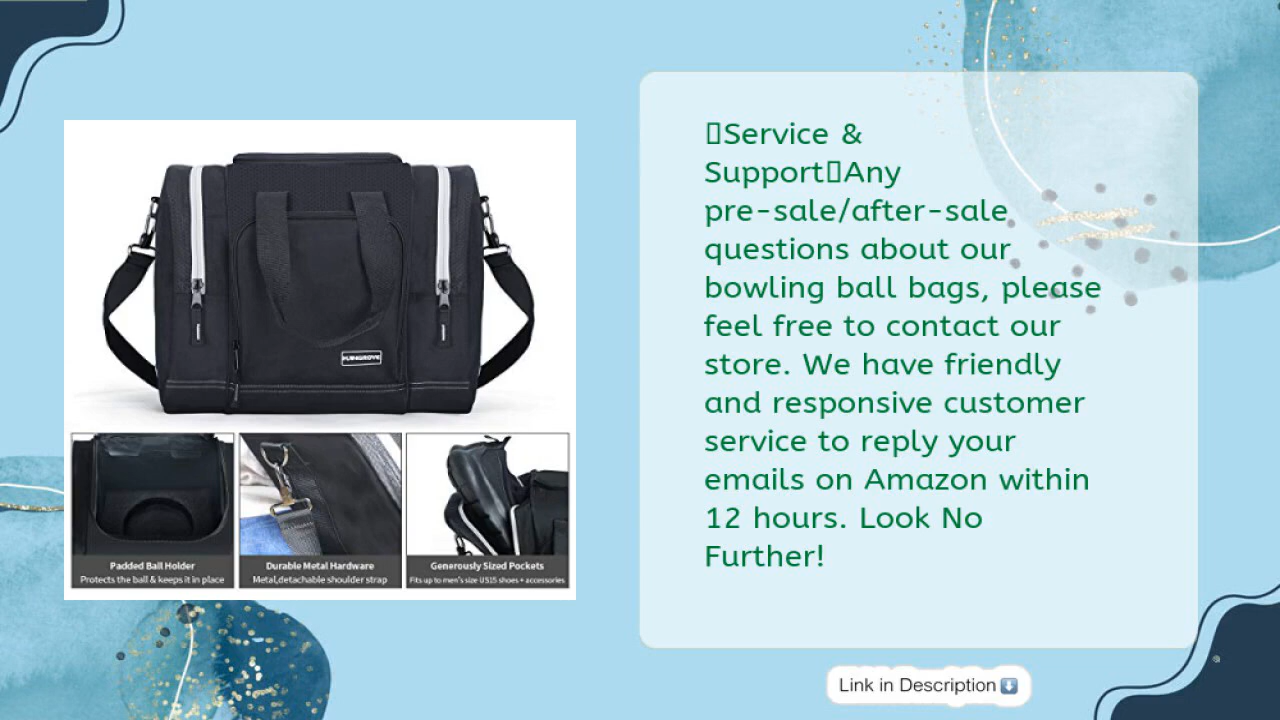 Padded Ball Holder
Protects the ball & keeps it in place
Durable Metal Hardware
Metal,detachable shoulder strap
Generously Sized Pockets
Fits up to men's size US15 shoes + accessories
▯Service &
Support▯Any
pre-sale/after-sale
questions about our
bowling ball bags, please
feel free to contact our
store. We have friendly
and responsive customer
service to reply your
emails on Amazon within
12 hours. Look No
Further!
Link in Description⬇️